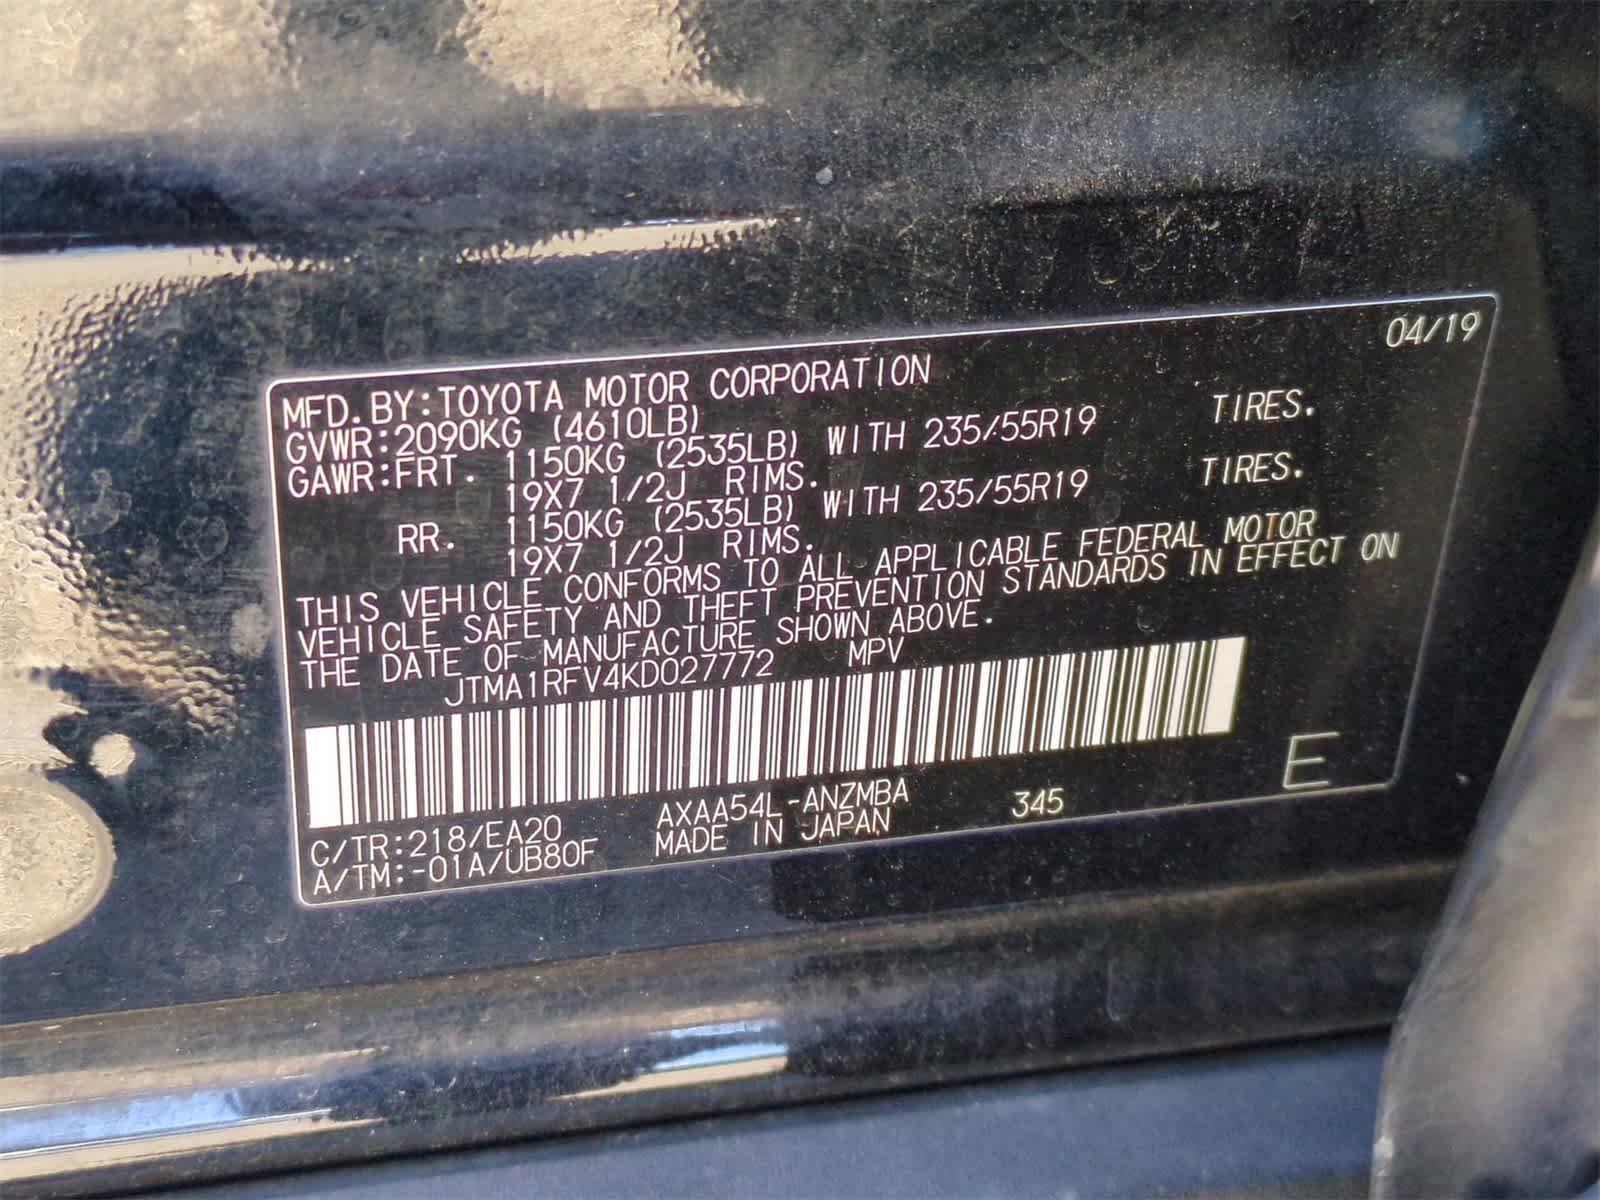 04/19
MFD.BY:TOYOTA MOTOR CORPORATION
GVWR:2090KG (4610LB)
GAWR:FRT. 1150KG (2535LB) WITH 235/55R19 TIRES.
19X7 1/2J RIMS.
RR. 1150KG (2535LB) WITH 235/55R19 TIRES.
19X7 1/2J RIMS.
THIS VEHICLE CONFORMS TO ALL APPLICABLE FEDERAL MOTOR
VEHICLE SAFETY AND THEFT PREVENTION STANDARDS IN EFFECT ON
THE DATE OF MANUFACTURE SHOWN ABOVE.
JTMA1RFV4KD027772 MPV
E
C/TR:218/EA20 AXAA54L-ANZMBA 345
A/TM:-01A/UB80F MADE IN JAPAN